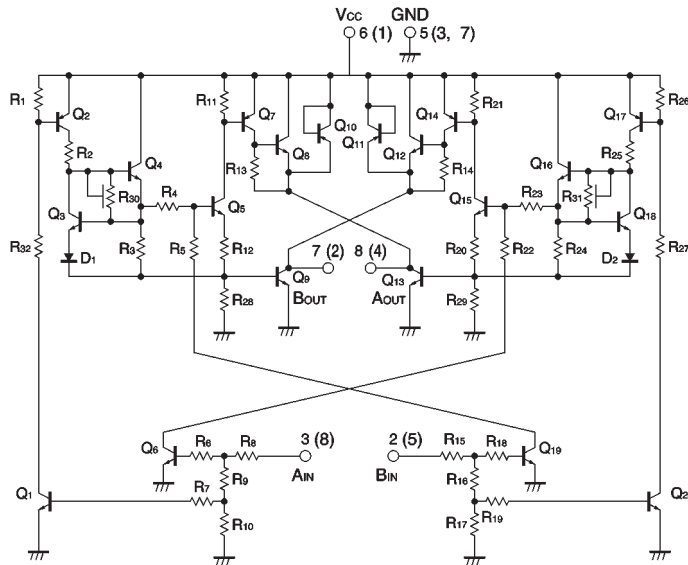 VCC GND
6 (1) 5 (3, 7)
R1 Q2 R11 Q7 Q10 Q14 R21 Q17 R26
R2 Q4 Q8 Q11 Q12 Q16 R25
R13 R14
Q3 R30 R4 Q5 Q15 R23 R31 Q18
R32 D1 R3 R5 R12 R20 R22 R24 D2 R27
7 (2) 8 (4)
Q9 Q13
R28 BOUT AOUT R29
Q6 R6 R8 3 (8) 2 (5) R15 R18 Q19
AIN BIN
R9 R16
Q1 R7 R19 Q2
R10 R17